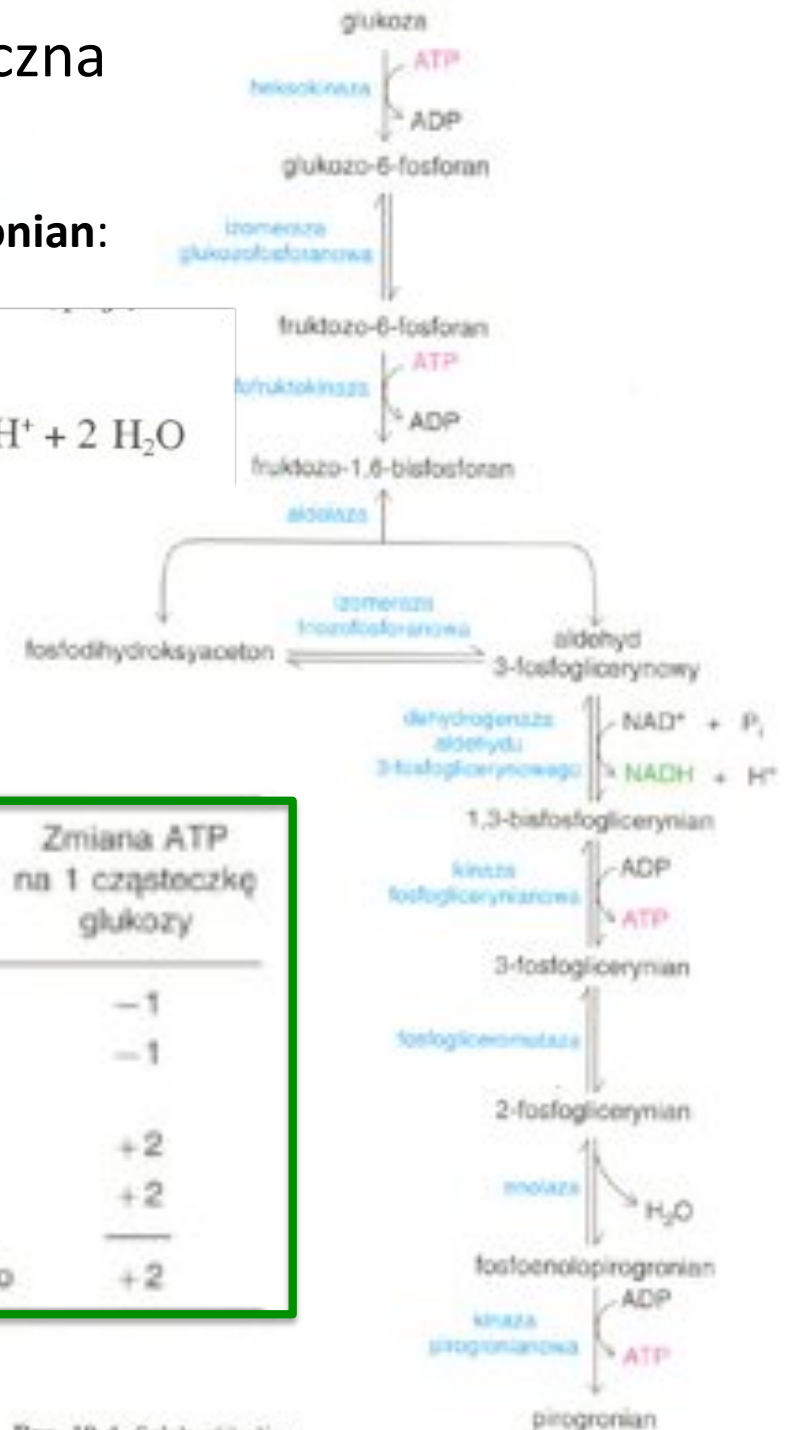 czna
onian:
H⁺ + 2 H₂O
glukoza
heksokinaza
ATP
ADP
glukozo-6-fosforan
izomeraza
glukozofosforanowa
fruktozo-6-fosforan
fofruktokinaza
ATP
ADP
fruktozo-1,6-bisfosforan
aldolaza
izomeraza
triozofosforanowa
fosfodihydroksyaceton
aldehyd
3-fosfoglicerynowy
dehydrogenaza
aldehydu
3-fosfoglicerynowego
NAD⁺ + Pᵢ
NADH + H⁺
1,3-bisfosfoglicerynian
kinaza
fosfoglicerynianowa
ADP
ATP
3-fosfoglicerynian
fosfogliceromutaza
2-fosfoglicerynian
enolaza
H₂O
fosfoenolopirogronian
kinaza
pirogronianowa
ADP
ATP
pirogronian
Zmiana ATP
na 1 cząsteczkę
glukozy
−1
−1
+2
+2
o +2